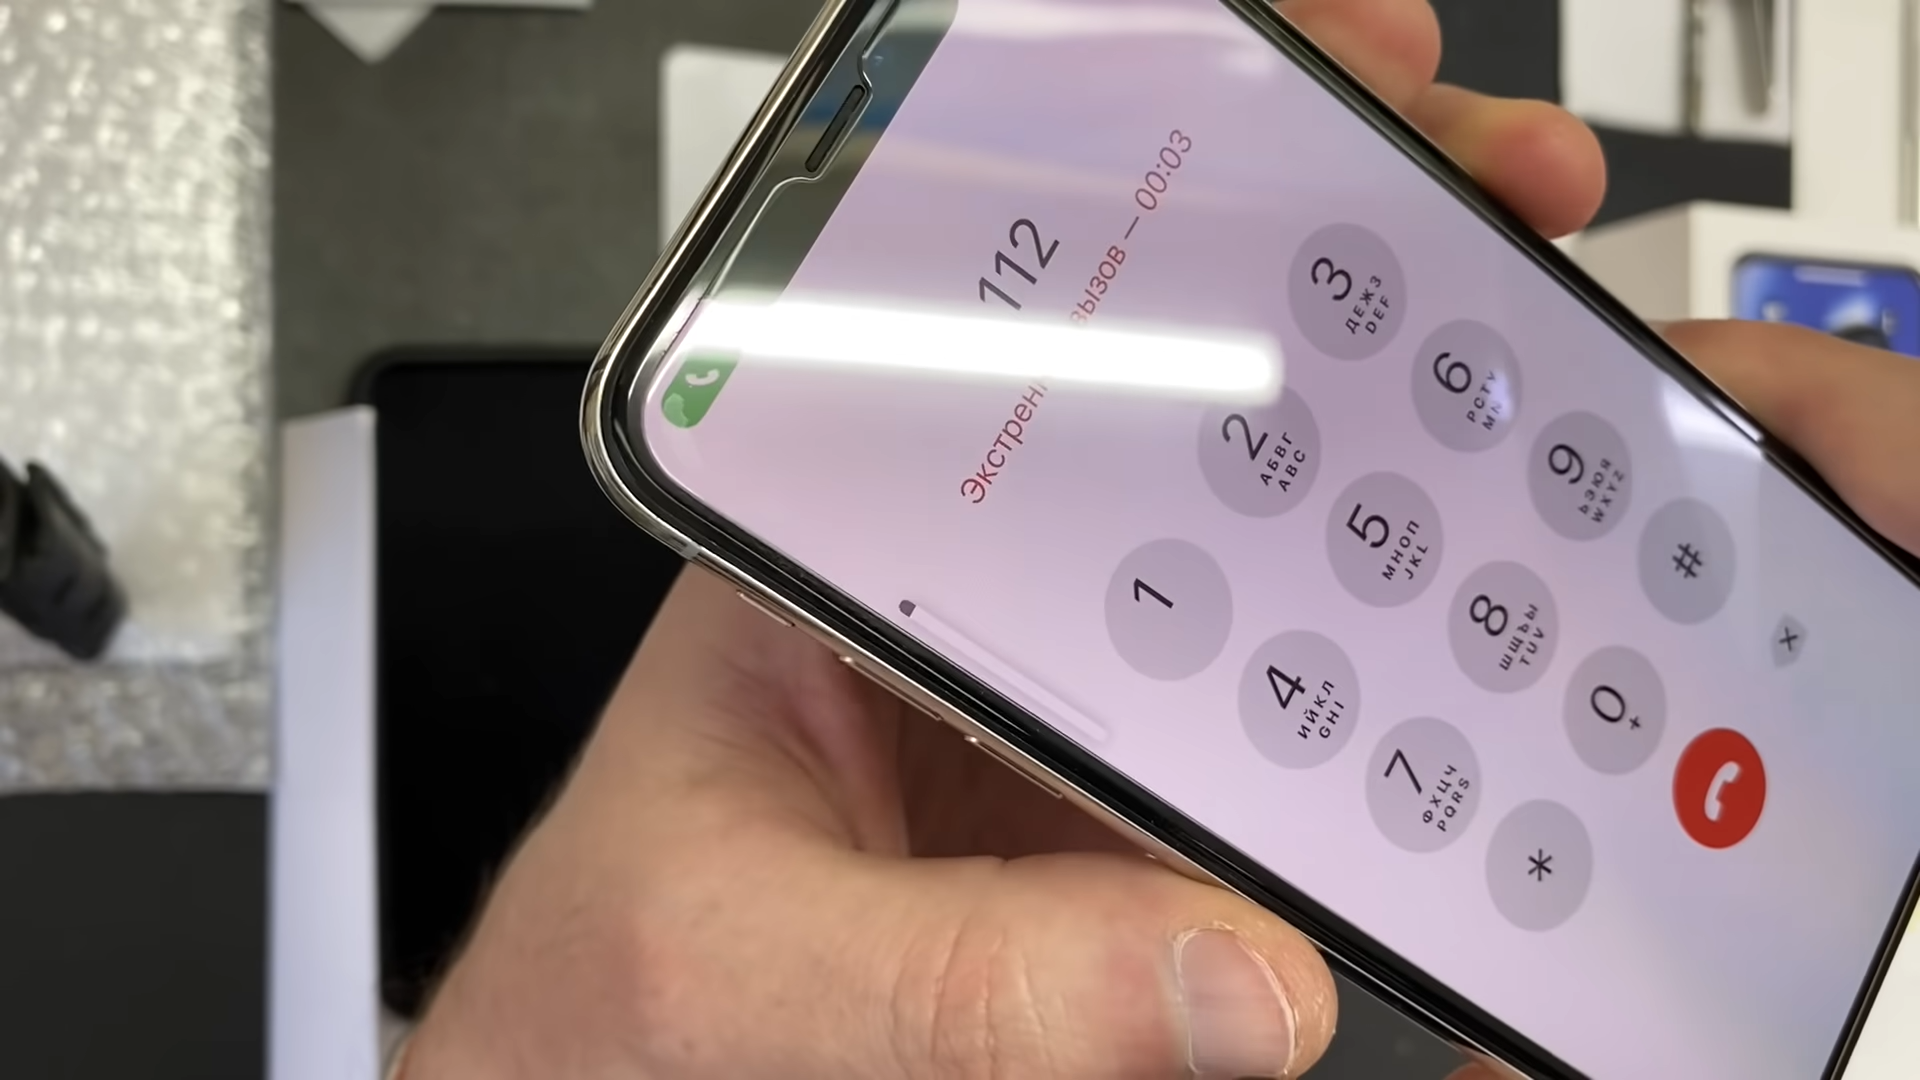 112
Экстренн вызов — 00:03
1
2
АБВГ
ABC
3
ДЕЖЗ
DEF
4
ИЙКЛ
GHI
5
МНОП
JKL
6
РСТУ
MN
7
ФХЦЧ
PQRS
8
ШЩЪЫ
TUV
9
ЬЭЮЯ
WXYZ
*
0
+
#